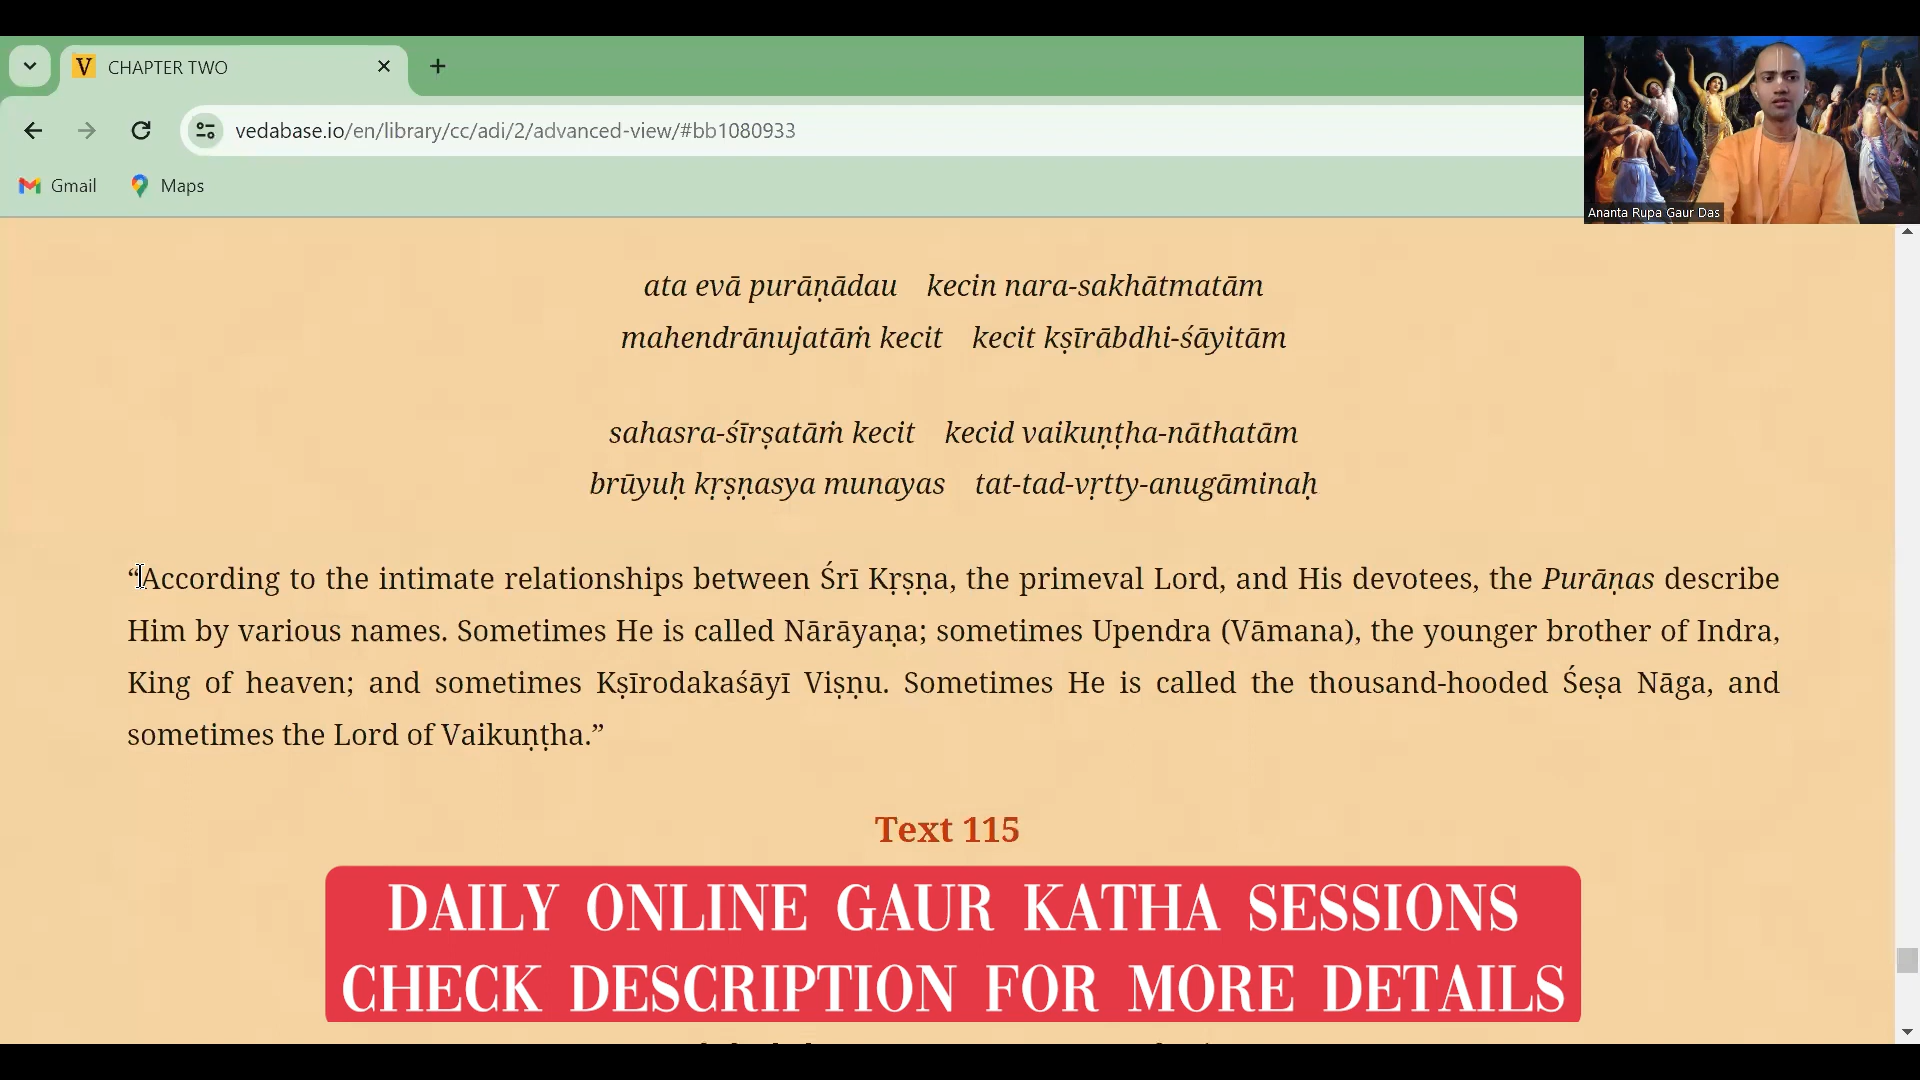 V CHAPTER TWO
vedabase.io/en/library/cc/adi/2/advanced-view/#bb1080933
Gmail Maps
Ananta Rupa Gaur Das
ata evā purāṇādau kecin nara-sakhātmatām
mahendrānujatāṁ kecit kecit kṣīrābdhi-śāyitām
sahasra-śīrṣatāṁ kecit kecid vaikuṇṭha-nāthatām
brūyuḥ kṛṣṇasya munayas tat-tad-vṛtty-anugāminaḥ
“According to the intimate relationships between Śrī Kṛṣṇa, the primeval Lord, and His devotees, the Purāṇas describe
Him by various names. Sometimes He is called Nārāyaṇa; sometimes Upendra (Vāmana), the younger brother of Indra,
King of heaven; and sometimes Kṣīrodakaśāyī Viṣṇu. Sometimes He is called the thousand-hooded Śeṣa Nāga, and
sometimes the Lord of Vaikuṇṭha.”
Text 115
DAILY ONLINE GAUR KATHA SESSIONS
CHECK DESCRIPTION FOR MORE DETAILS